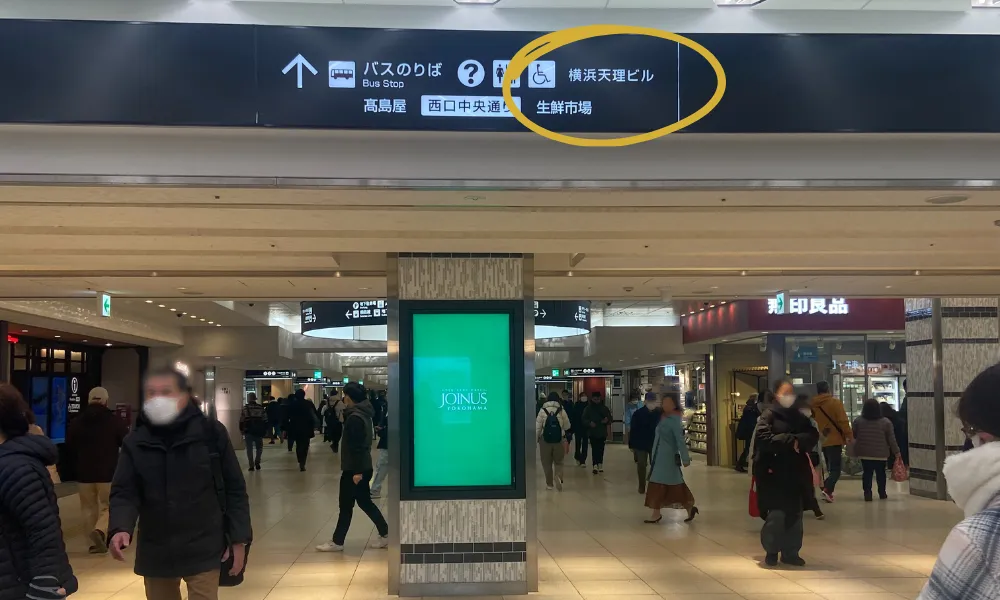 バスのりば
Bus Stop
?
横浜天理ビル
髙島屋
西口中央通り
生鮮市場
無印良品
JOINUS
YOKOHAMA